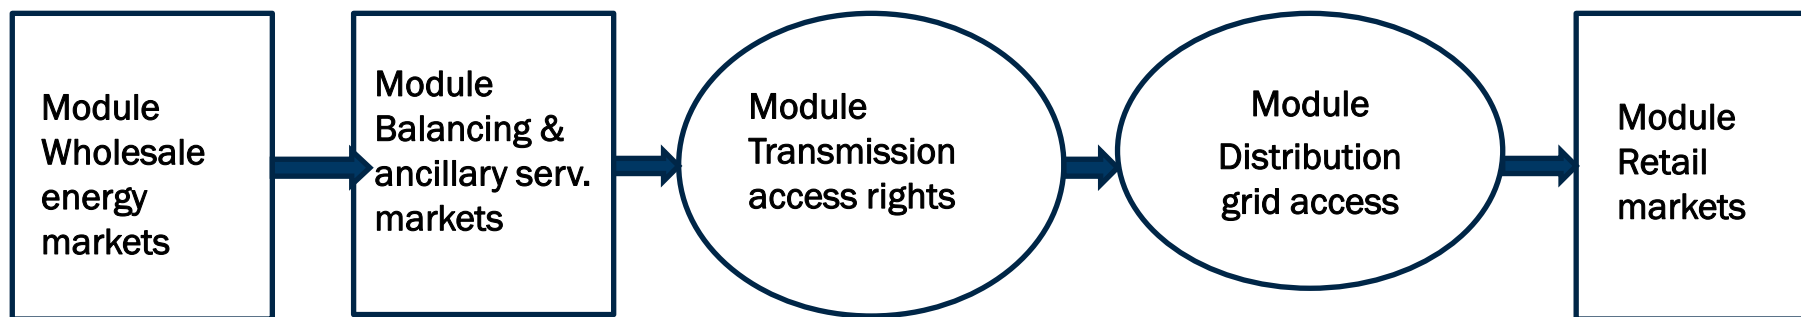 Module
Wholesale
energy
markets
Module
Balancing &
ancillary serv.
markets
Module
Transmission
access rights
Module
Distribution
grid access
Module
Retail
markets